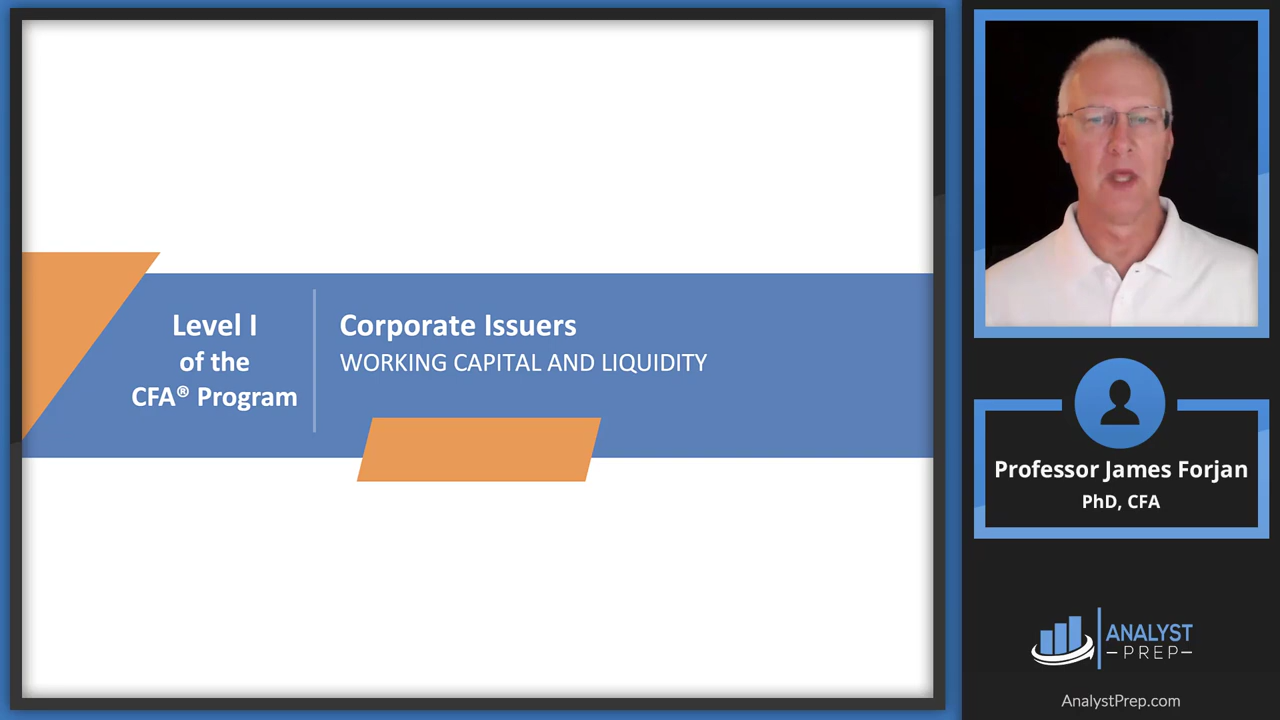 Level I
of the
CFA® Program
Corporate Issuers
WORKING CAPITAL AND LIQUIDITY
Professor James Forjan
PhD, CFA
ANALYST
PREP
AnalystPrep.com